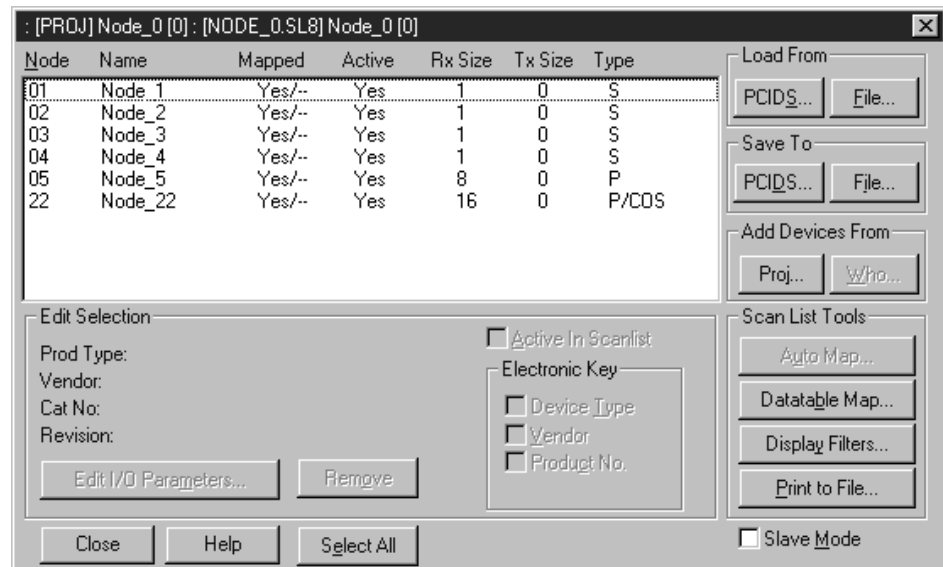 : [PROJ] Node_0 [0] : [NODE_0.SL8] Node_0 [0]
Node Name Mapped Active Rx Size Tx Size Type
01 Node_1 Yes/-- Yes 1 0 S
02 Node_2 Yes/-- Yes 1 0 S
03 Node_3 Yes/-- Yes 1 0 S
04 Node_4 Yes/-- Yes 1 0 S
05 Node_5 Yes/-- Yes 8 0 P
22 Node_22 Yes/-- Yes 16 0 P/COS
Load From
PCIDS... File...
Save To
PCIDS... File...
Add Devices From
Proj... Who...
Edit Selection
Prod Type:
Vendor:
Cat No:
Revision:
Edit I/O Parameters... Remove
Active In Scanlist
Electronic Key
Device Type
Vendor
Product No.
Scan List Tools
Auto Map...
Datatable Map...
Display Filters...
Print to File...
Close Help Select All
Slave Mode